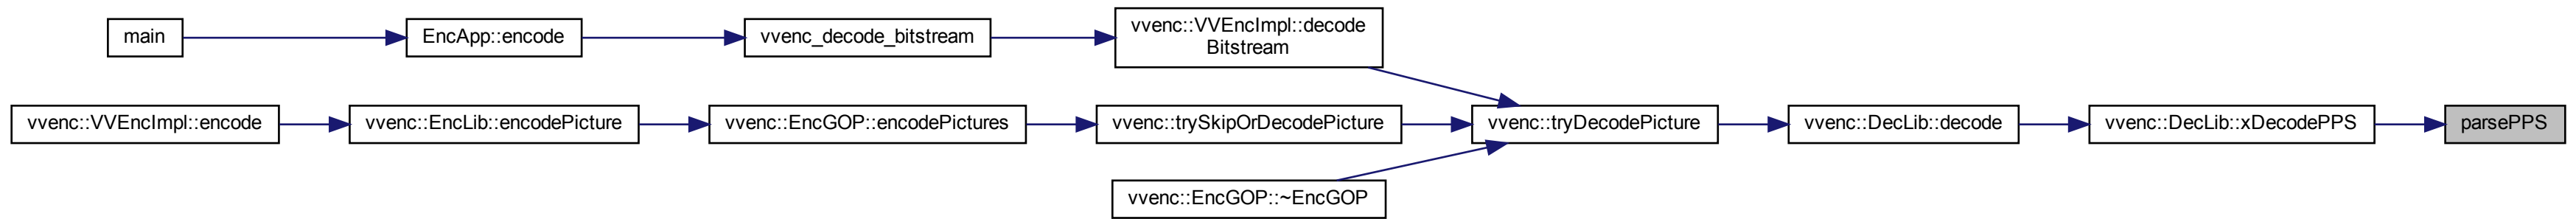 main
EncApp::encode
vvenc_decode_bitstream
vvenc::VVEncImpl::decode
Bitstream
vvenc::VVEncImpl::encode
vvenc::EncLib::encodePicture
vvenc::EncGOP::encodePictures
vvenc::trySkipOrDecodePicture
vvenc::tryDecodePicture
vvenc::DecLib::decode
vvenc::DecLib::xDecodePPS
parsePPS
vvenc::EncGOP::~EncGOP